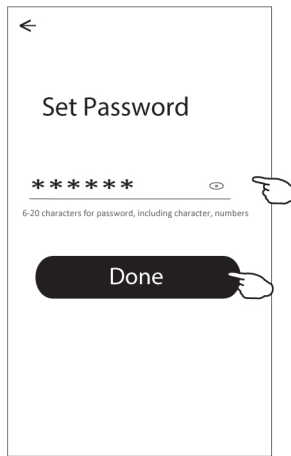 Set Password
******
6-20 characters for password, including character, numbers
Done